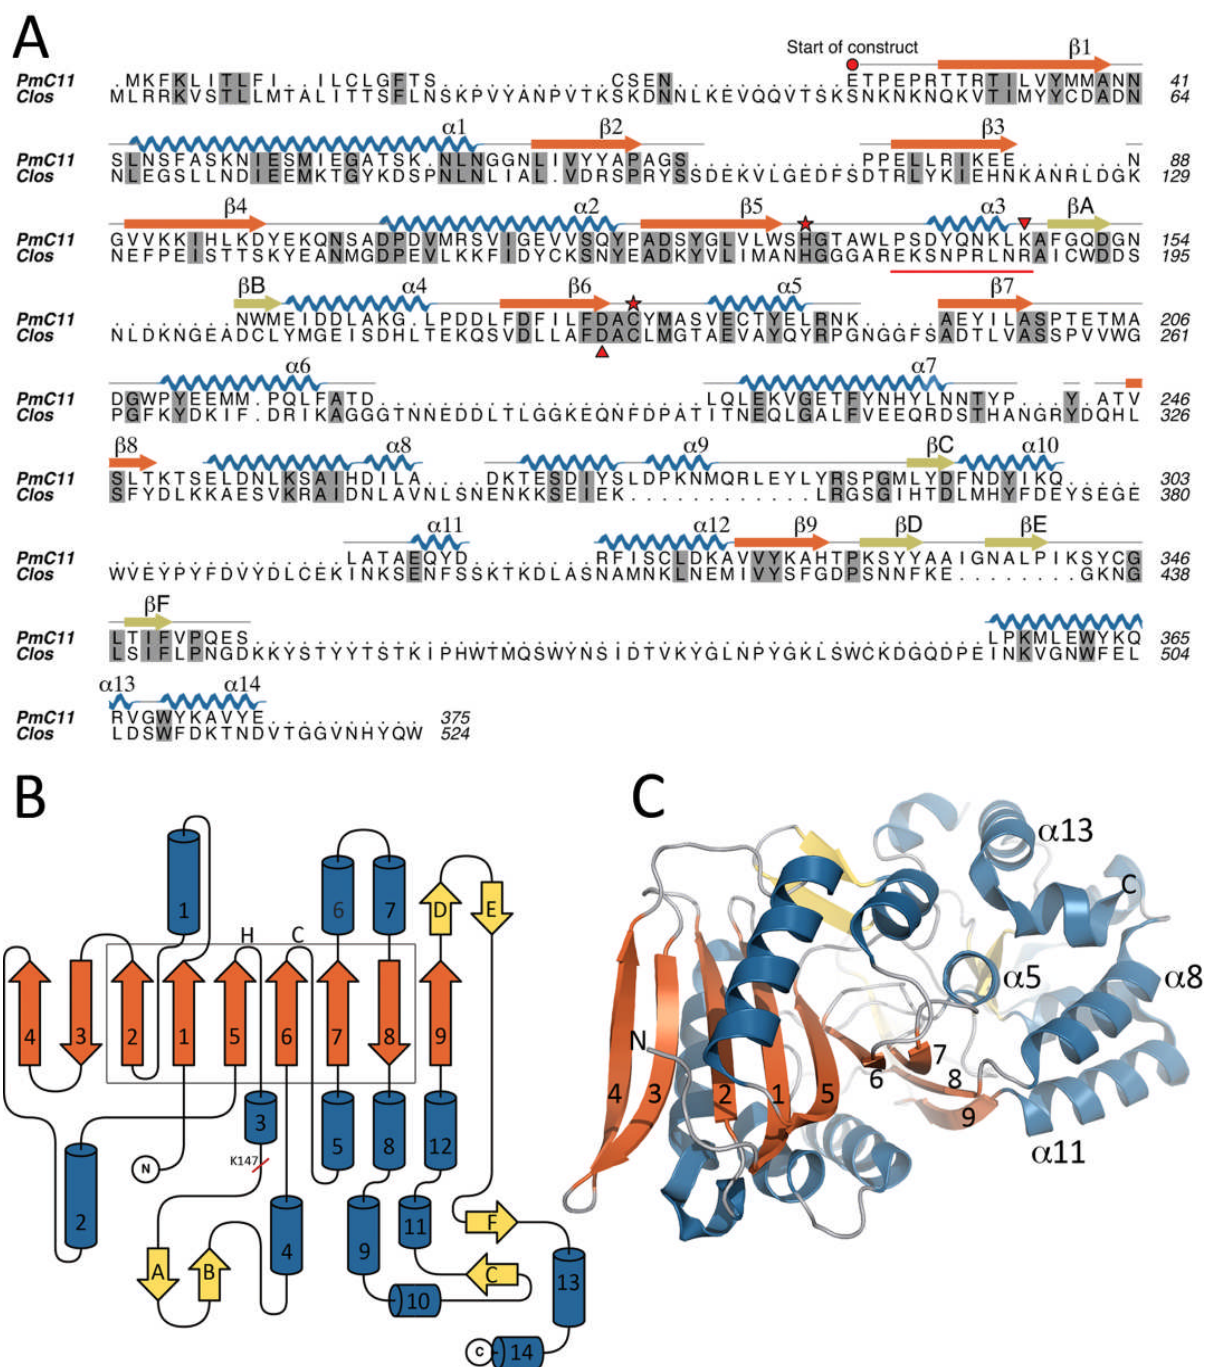 A
Start of construct
β1
PmC11 .MKFKLITLFI..ILCLGFTS...........CSEN...........ETPEPRTTRTILVYMMANN 41
Clos MLRRKVSTLLMTALITTSFLNSKPVYANPVTKSKDNNLKEVQQVTSKSNKNKNQKVTIMYYCDADN 64
α1 β2 β3
PmC11 SLNSFASKNIESMIEGATSK.NLNGGNLIVYYAPAGS...........PPELLRIKEE.......N 88
Clos NLEGSLLNDIEEMKTGYKDSPNLNLIAL.VDRSPRYSSDEKVLGEDFSDTRLYKIEHNKANRLDGK 129
β4 α2 β5 α3 βA
PmC11 GVVKKIHLKDYEKQNSADPDVMRSVIGEVVSQYPADSYGLVLWSHGTAWLPSDYQNKLKAFGQDGN 154
Clos NEFPEISTTSKYEANMGDPEVLKKFIDYCKSNYEADKYVLIMANHGGGAREKSNPRLNRAICWDDS 195
βB α4 β6 α5 β7
PmC11 ........NWMEIDDLAKG.LPDDLFDFILFDACYMASVECTYELRNK.....AEYILASPTETMA 206
Clos NLDKNGEADCLYMGEISDHLTEKQSVDLLAFDACLMGTAEVAYQYRPGNGGFSADTLVASSPVVWG 261
α6 α7
PmC11 DGWPYEEMM.PQLFATD.....................LQLEKVGETFYNHYLNNTYP...Y.ATV 246
Clos PGFKYDKIF.DRIKAGGGTNNEDDLTLGGKEQNFDPATITNEQLGALFVEEQRDSTHANGRYDQHL 326
β8 α8 α9 βC α10
PmC11 SLTKTSELDNLKSAIHDILA....DKTESDIYSLDPKNMQRLEYLYRSPGMLYDFNDYIKQ..... 303
Clos SFYDLKKAESVKRAIDNLAVNLSNENKKSEIEK............LRGSGIHTDLMHYFDEYSEGE 380
α11 α12 β9 βD βE
PmC11 ...............LATAEQYD........RFISCLDKAVVYKAHTPKSYYAAIGNALPIKSYCG 346
Clos WVEYPYFDVYDLCEKINKSENFSSKTKDLASNAMNKLNEMIVYSFGDPSNNFKE........GKNG 438
βF
PmC11 LTIFVPQES...............................................LPKMLEWYKQ 365
Clos LSIFLPNGDKKYSTYYTSTKIPHWTMQSWYNSIDTVKYGLNPYGKLSWCKDGQDPEINKVGNWFEL 504
α13 α14
PmC11 RVGWYKAVYE.......... 375
Clos LDSWFDKTNDVTGGVNHYQW 524
B
1 6 7 D E
H C
4 3 2 1 5 6 7 8 9
3 5 8 12
K147
N
2 4 9 11 F
A B C 13
10
C 14
C
α13
C
α5 α8
N
4 3 2 1 5 6 7 8 9
α11